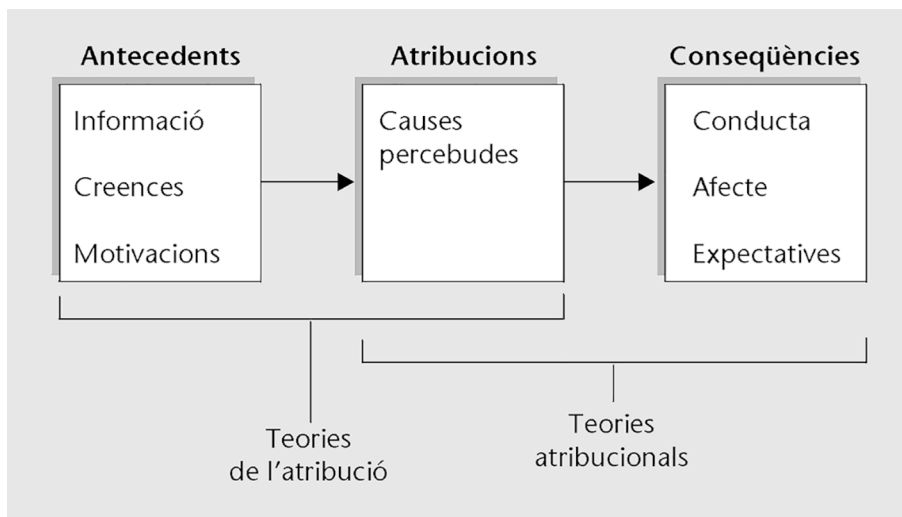 Antecedents
Atribucions
Conseqüències
Informació
Creences
Motivacions
Causes
percebudes
Conducta
Afecte
Expectatives
Teories
de l'atribució
Teories
atribucionals